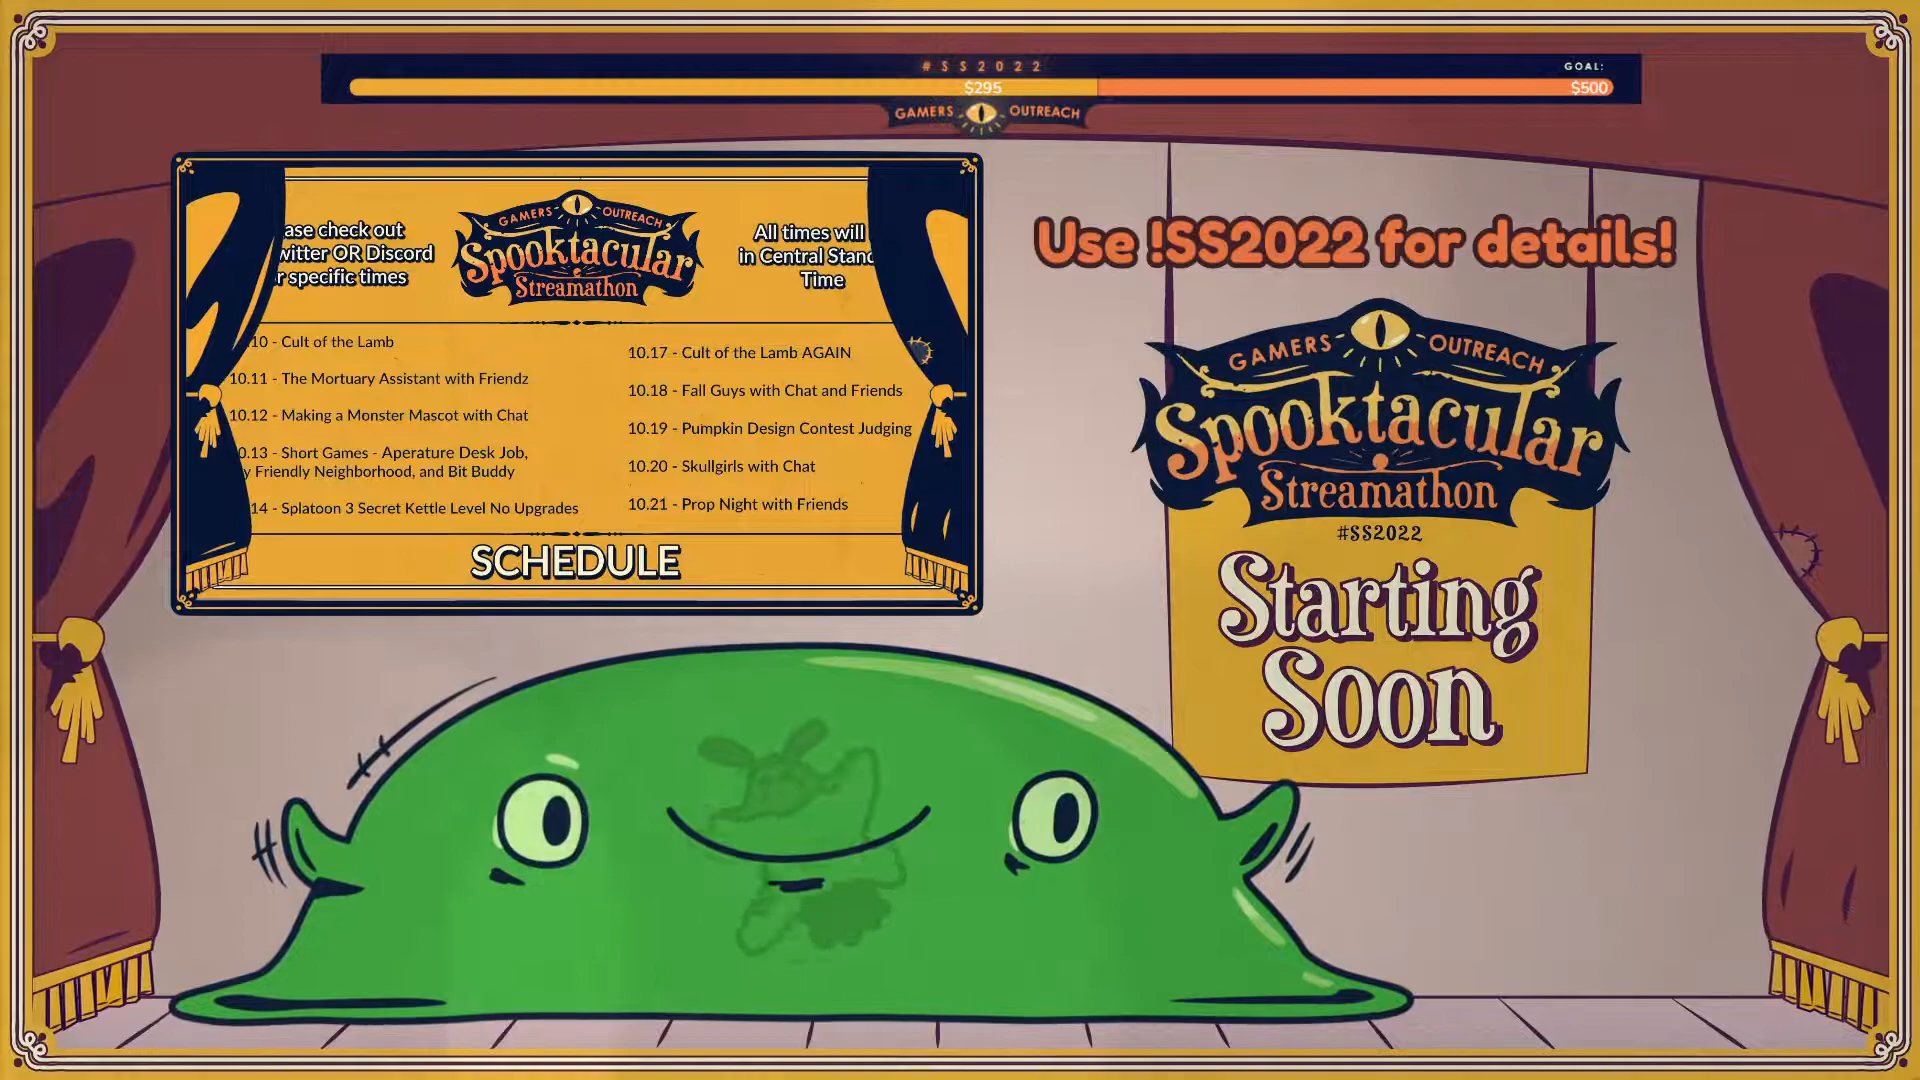 #SS2022
GOAL:
$295
$500
GAMERS OUTREACH
ase check out
witter OR Discord
r specific times
GAMERS OUTREACH
Spooktacular
Streamathon
All times will
in Central Stand
Time
10 - Cult of the Lamb
10.11 - The Mortuary Assistant with Friendz
10.12 - Making a Monster Mascot with Chat
0.13 - Short Games - Aperature Desk Job,
y Friendly Neighborhood, and Bit Buddy
14 - Splatoon 3 Secret Kettle Level No Upgrades
10.17 - Cult of the Lamb AGAIN
10.18 - Fall Guys with Chat and Friends
10.19 - Pumpkin Design Contest Judging
10.20 - Skullgirls with Chat
10.21 - Prop Night with Friends
SCHEDULE
Use !SS2022 for details!
GAMERS OUTREACH
Spooktacular
Streamathon
#SS2022
Starting
Soon